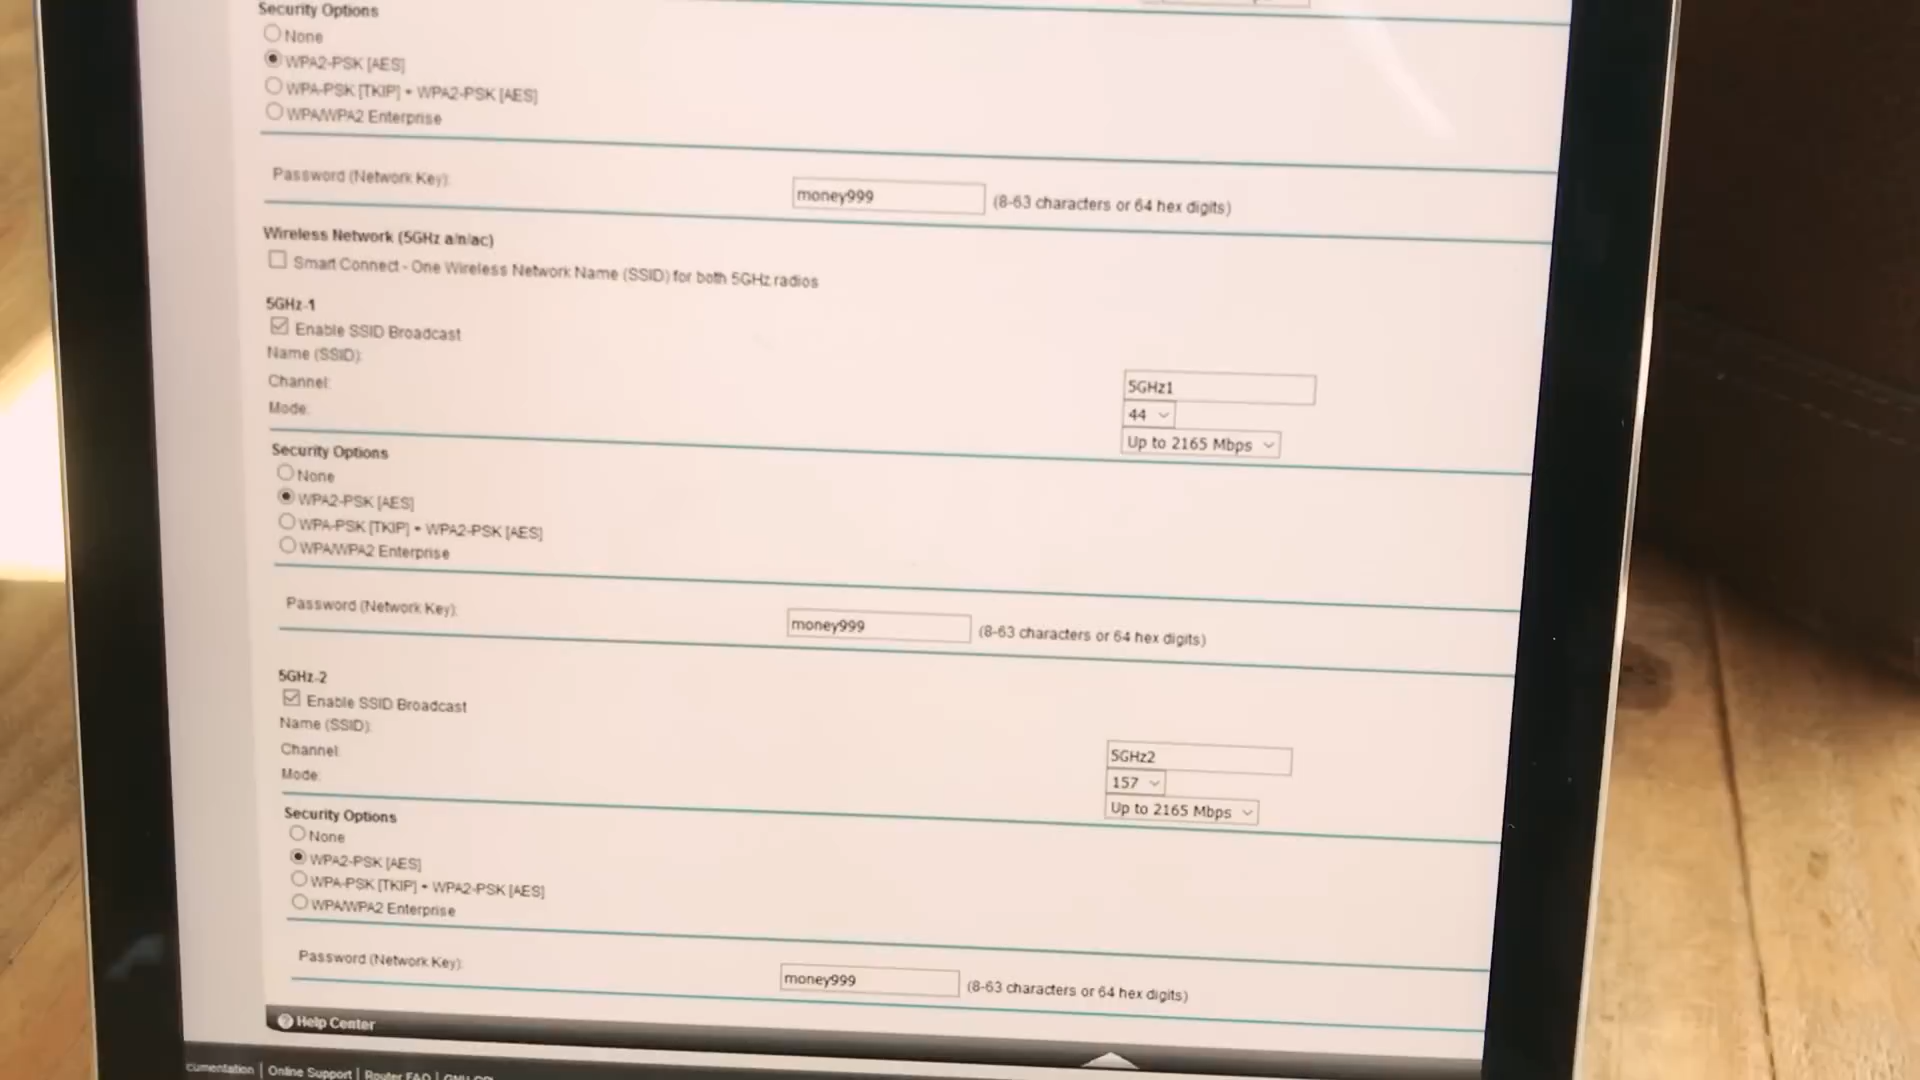 Security Options
None
WPA2-PSK [AES]
WPA-PSK [TKIP] + WPA2-PSK [AES]
WPA/WPA2 Enterprise
Password (Network Key):
money999
(8-63 characters or 64 hex digits)
Wireless Network (5GHz a/n/ac)
Smart Connect - One Wireless Network Name (SSID) for both 5GHz radios
5GHz-1
Enable SSID Broadcast
Name (SSID):
5GHz1
Channel:
44
Mode:
Up to 2165 Mbps
Security Options
None
WPA2-PSK [AES]
WPA-PSK [TKIP] + WPA2-PSK [AES]
WPA/WPA2 Enterprise
Password (Network Key):
money999
(8-63 characters or 64 hex digits)
5GHz-2
Enable SSID Broadcast
Name (SSID):
5GHz2
Channel:
157
Mode:
Up to 2165 Mbps
Security Options
None
WPA2-PSK [AES]
WPA-PSK [TKIP] + WPA2-PSK [AES]
WPA/WPA2 Enterprise
Password (Network Key):
money999
(8-63 characters or 64 hex digits)
Help Center
cumentation | Online Support | Router FAQ |